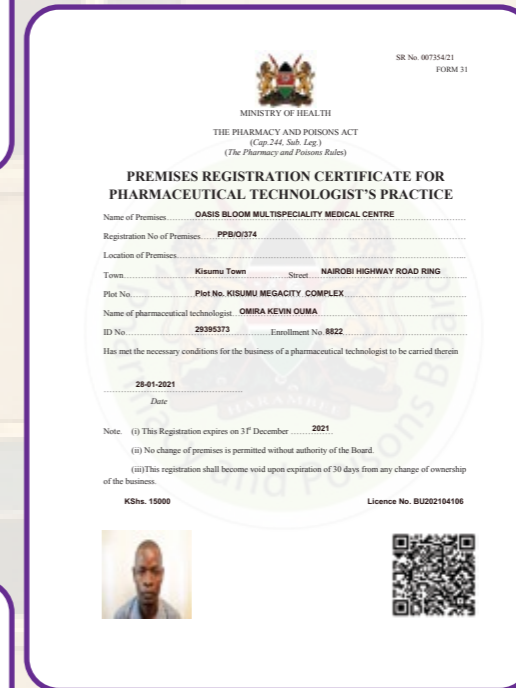 SR No. 007354/21
FORM 31
MINISTRY OF HEALTH
THE PHARMACY AND POISONS ACT
(Cap.244, Sub. Leg.)
(The Pharmacy and Poisons Rules)
PREMISES REGISTRATION CERTIFICATE FOR
PHARMACEUTICAL TECHNOLOGIST'S PRACTICE
Name of Premises OASIS BLOOM MULTISPECIALITY MEDICAL CENTRE
Registration No of Premises PPB/O/374
Location of Premises
Town Kisumu Town Street NAIROBI HIGHWAY ROAD RING
Plot No. Plot No. KISUMU MEGACITY COMPLEX
Name of pharmaceutical technologist OMIRA KEVIN OUMA
ID No 29395373 Enrollment No 8822
Has met the necessary conditions for the business of a pharmaceutical technologist to be carried therein
28-01-2021
Date
Note. (i) This Registration expires on 31st December 2021
(ii) No change of premises is permitted without authority of the Board.
(iii)This registration shall become void upon expiration of 30 days from any change of ownership
of the business.
KShs. 15000 Licence No. BU202104106
Pharmacy and Poisons Board
HARAMBEE